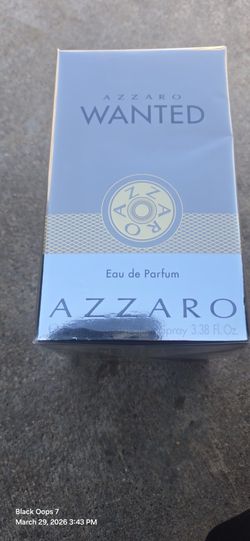 AZZARO
WANTED
AZZARO
Eau de Parfum
AZZARO
Spray 3.38 Fl. Oz.
Black Oops 7
March 29, 2026 3:43 PM